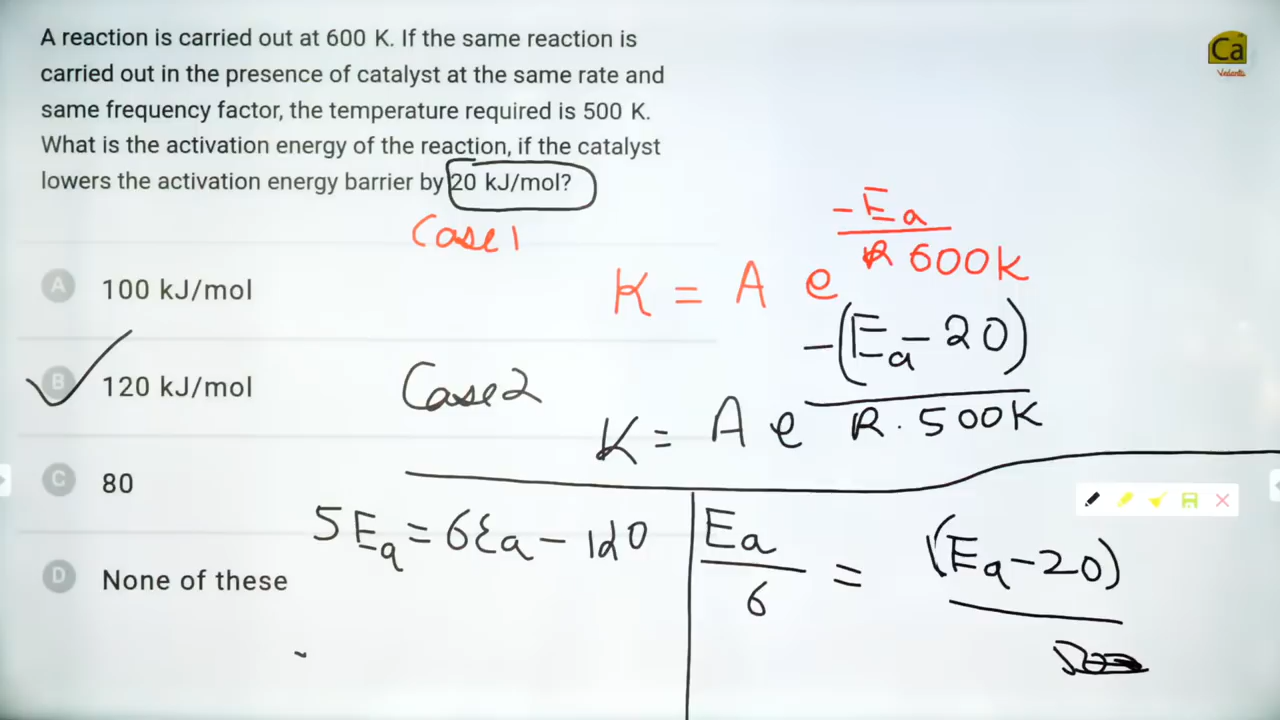 A reaction is carried out at 600 K. If the same reaction is
carried out in the presence of catalyst at the same rate and
same frequency factor, the temperature required is 500 K.
What is the activation energy of the reaction, if the catalyst
lowers the activation energy barrier by 20 kJ/mol?
Ca
Vedantu
Case 1
K = A e -Ea / R 600K
A 100 kJ/mol
B 120 kJ/mol
Case 2
K = A e -(Ea-20) / R. 500K
C 80
D None of these
5Ea = 6Ea - 120
Ea / 6 = (Ea-20) /